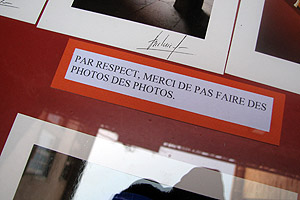 PAR RESPECT, MERCI DE PAS FAIRE DES
PHOTOS DES PHOTOS.